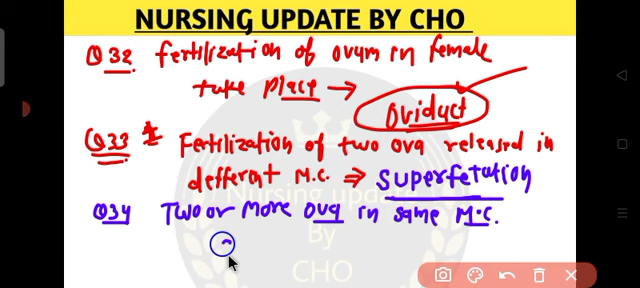 NURSING UPDATE BY CHO
Q32 fertilization of ovum in female
take place → Oviduct
Q33 * Fertilization of two ova released in
different M.C. ⇒ Superfetation
Q34 Two or More Ova in same M.C.
Nursing update
By
CHO